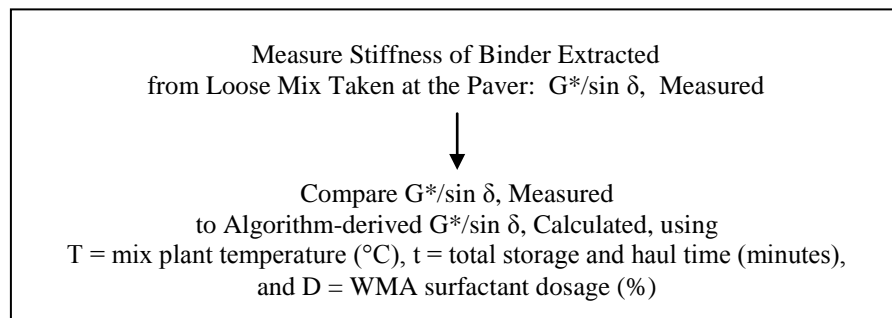 Measure Stiffness of Binder Extracted
from Loose Mix Taken at the Paver:  G*/sin δ,  Measured
Compare G*/sin δ, Measured
to Algorithm-derived G*/sin δ, Calculated, using
T = mix plant temperature (°C), t = total storage and haul time (minutes),
and D = WMA surfactant dosage (%)